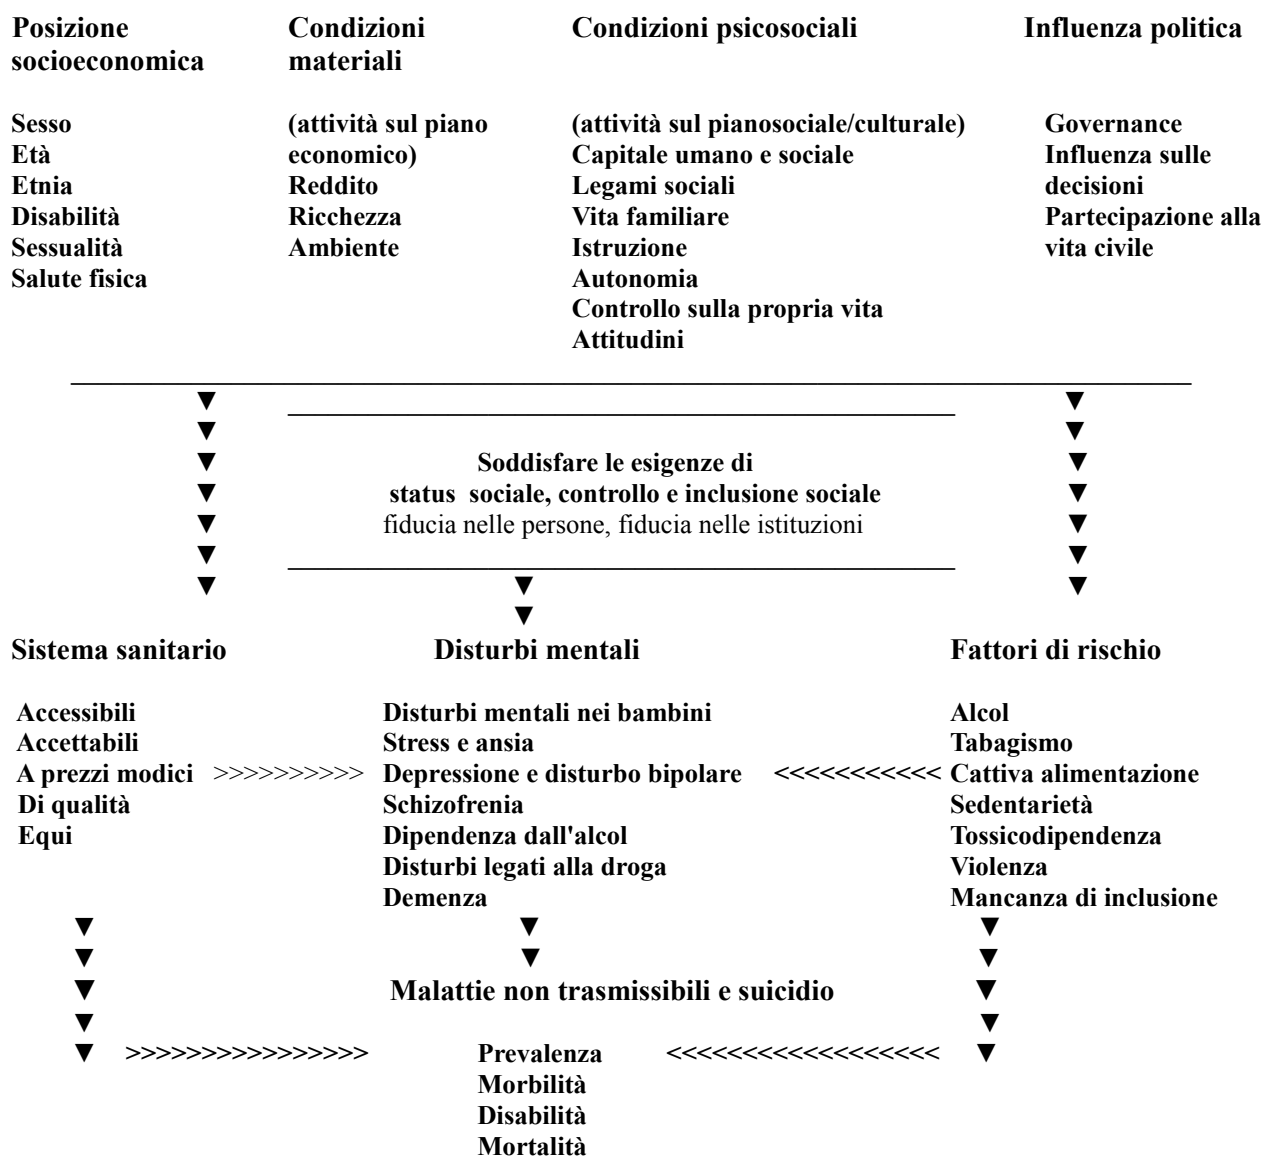 Posizione socioeconomica
Condizioni materiali
Condizioni psicosociali
Influenza politica
Sesso
Età
Etnia
Disabilità
Sessualità
Salute fisica
(attività sul piano
economico)
Reddito
Ricchezza
Ambiente
(attività sul pianosociale/culturale)
Capitale umano e sociale
Legami sociali
Vita familiare
Istruzione
Autonomia
Controllo sulla propria vita
Attitudini
Governance
Influenza sulle
decisioni
Partecipazione alla
vita civile
Soddisfare le esigenze di
status sociale, controllo e inclusione sociale
fiducia nelle persone, fiducia nelle istituzioni
Sistema sanitario
Accessibili
Accettabili
A prezzi modici >>>>>>>>>>
Di qualità
Equi
Disturbi mentali
Disturbi mentali nei bambini
Stress e ansia
Depressione e disturbo bipolare <<<<<<<<<<<
Schizofrenia
Dipendenza dall'alcol
Disturbi legati alla droga
Demenza
Fattori di rischio
Alcol
Tabagismo
Cattiva alimentazione
Sedentarietà
Tossicodipendenza
Violenza
Mancanza di inclusione
Malattie non trasmissibili e suicidio
>>>>>>>>>>>>>>>> Prevalenza <<<<<<<<<<<<<<<<<<
Morbilità
Disabilità
Mortalità